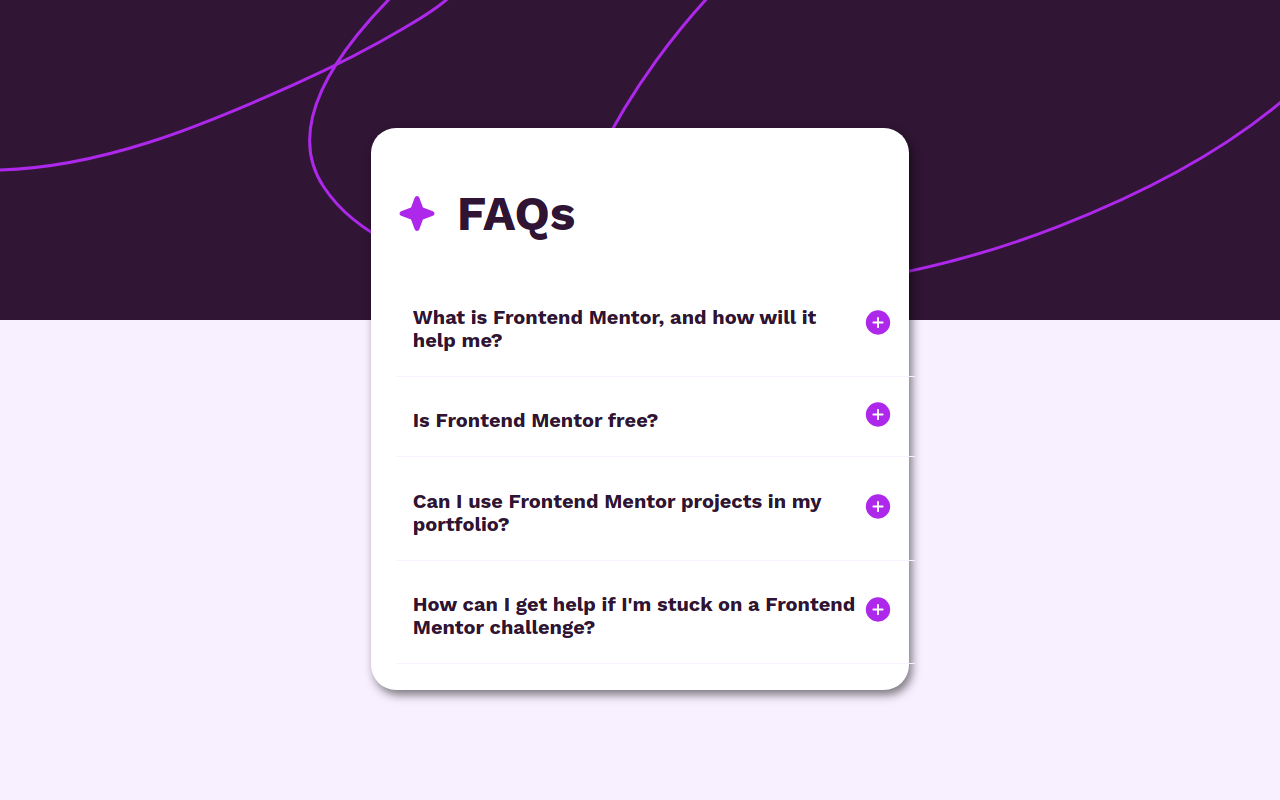 FAQs
What is Frontend Mentor, and how will it
help me?
Is Frontend Mentor free?
Can I use Frontend Mentor projects in my
portfolio?
How can I get help if I'm stuck on a Frontend
Mentor challenge?